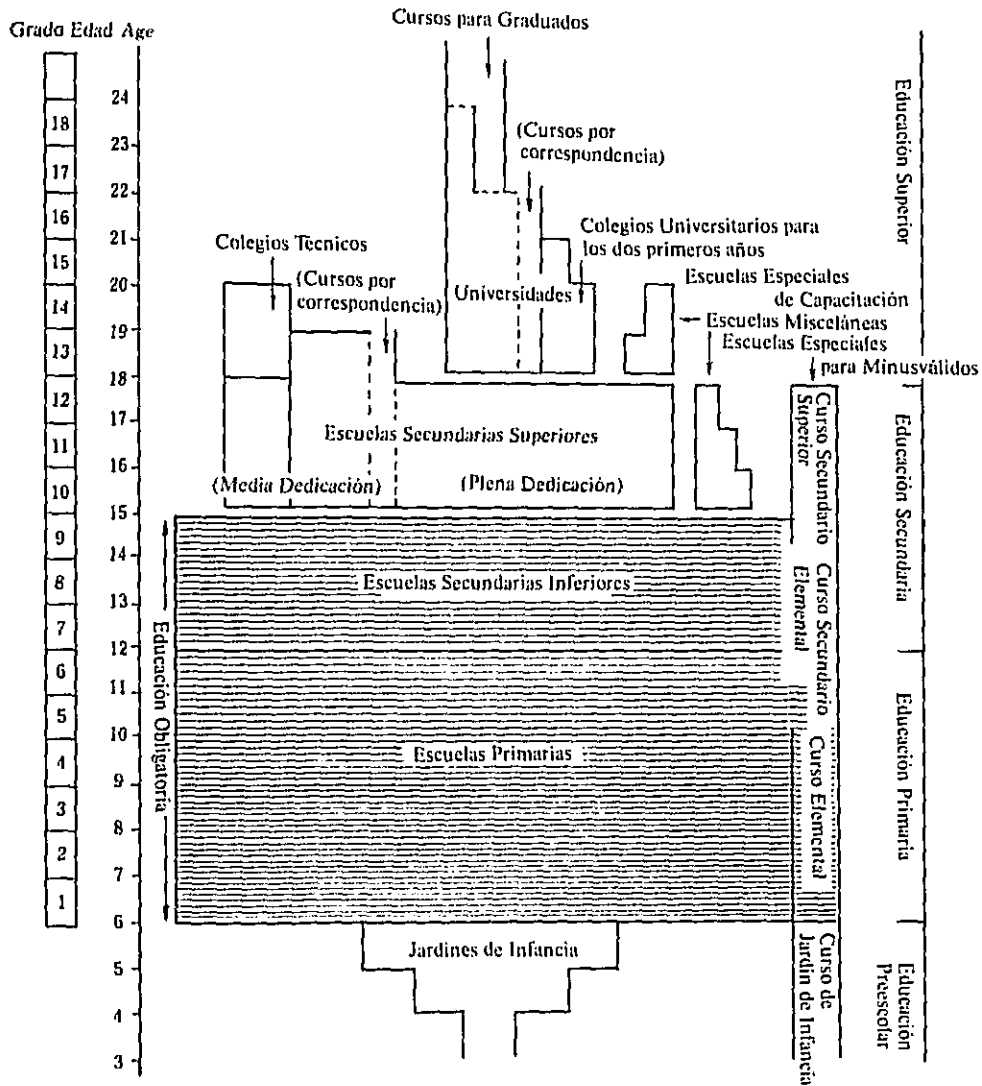 Cursos para Graduados
Grado Edad Age
24
18
23
17
22
16
21
15
20
14
19
13
18
12
17
11
16
10
15
9
14
8
13
7
12
6
11
5
10
4
9
3
8
2
7
1
6
5
4
3
(Cursos por
correspondencia)
Colegios Universitarios para
los dos primeros años
Colegios Técnicos
(Cursos por
correspondencia)
Universidades
Escuelas Especiales
de Capacitación
Escuelas Misceláneas
Escuelas Especiales
para Minusválidos
Escuelas Secundarias Superiores
(Media Dedicación)
(Plena Dedicación)
Escuelas Secundarias Inferiores
Escuelas Primarias
Jardines de Infancia
Educación Obligatoria
Curso Secundario
Superior
Curso Secundario
Elemental
Curso Elemental
Curso de
Jardín de Infancia
Educación Superior
Educación Secundaria
Educación Primaria
Educación
Preescolar